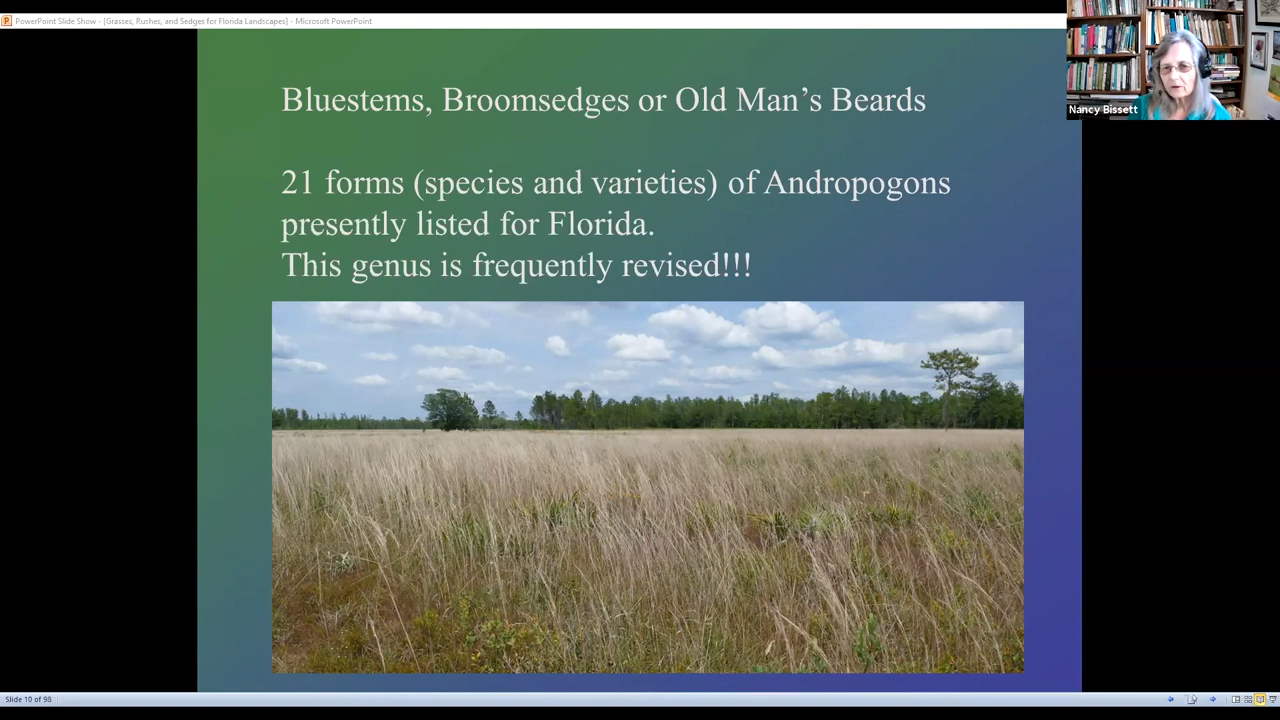 PowerPoint Slide Show - [Grasses, Rushes, and Sedges for Florida Landscapes] - Microsoft PowerPoint
Nancy Bissett
Bluestems, Broomsedges or Old Man’s Beards
21 forms (species and varieties) of Andropogons
presently listed for Florida.
This genus is frequently revised!!!
Slide 10 of 98